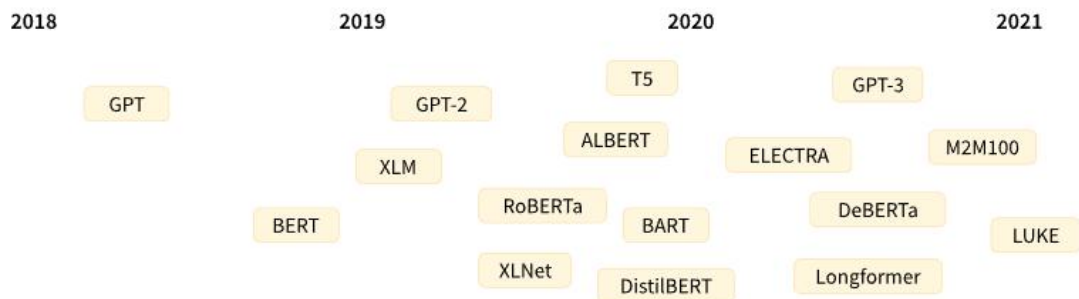 2018 2019 2020 2021
T5
GPT GPT-2 GPT-3
ALBERT
ELECTRA M2M100
XLM
RoBERTa DeBERTa
BERT BART LUKE
XLNet DistilBERT Longformer